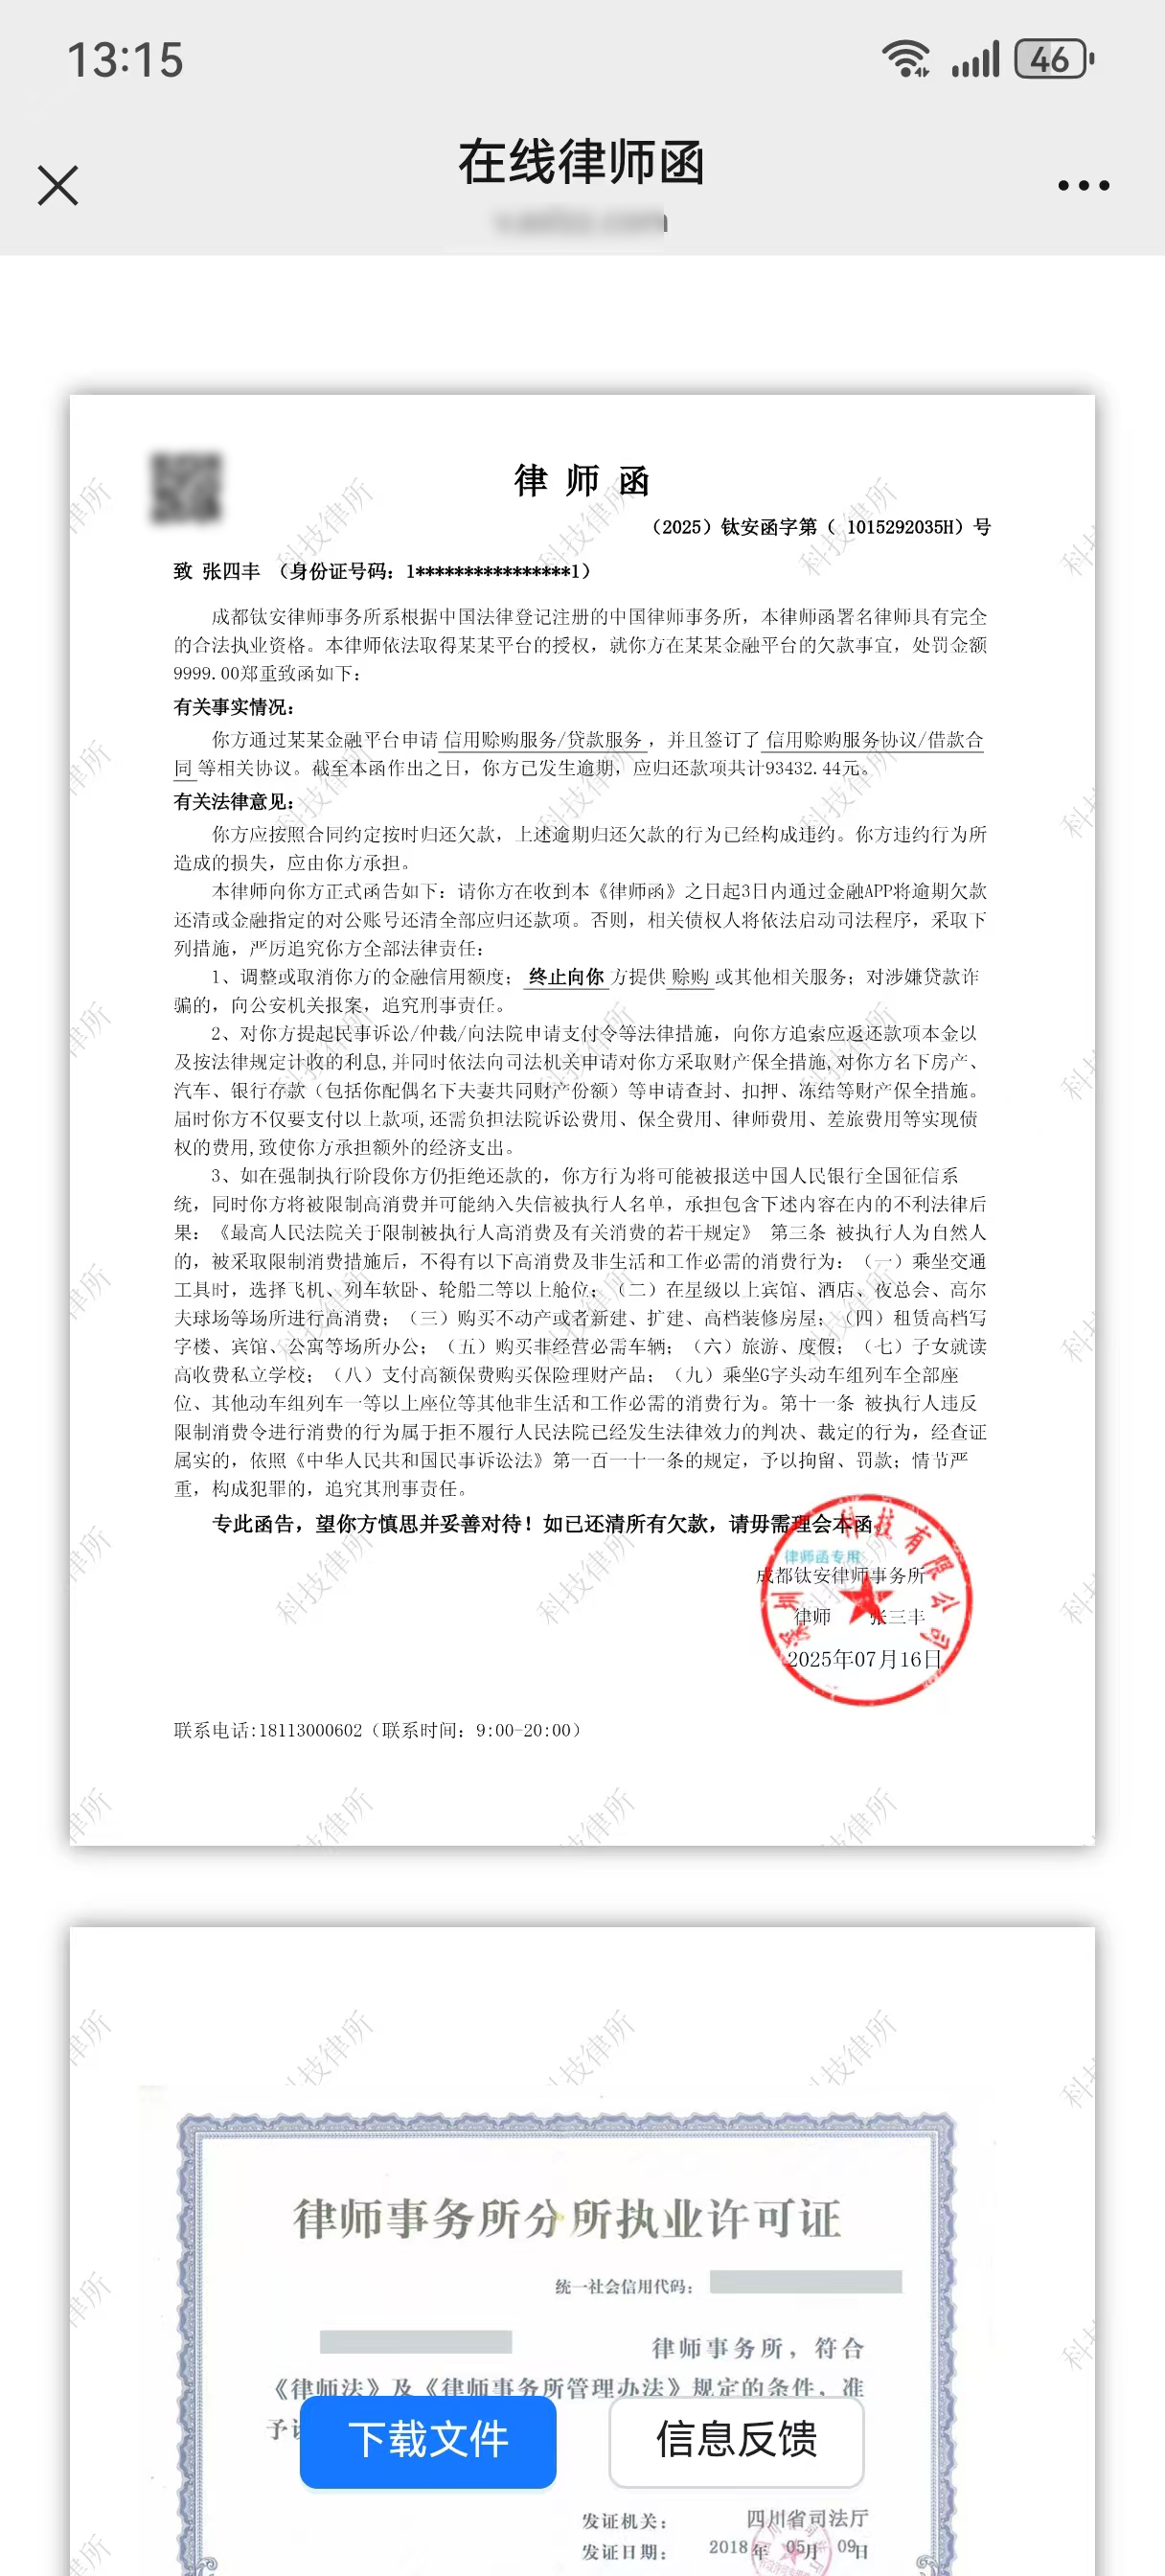 13:15
46
在线律师函
律 师 函
（2025）钛安函字第（ 1015292035H）号
致 张四丰 （身份证号码：1****************1）
成都钛安律师事务所系根据中国法律登记注册的中国律师事务所，本律师函署名律师具有完全
的合法执业资格。本律师依法取得某某平台的授权，就你方在某某金融平台的欠款事宜，处罚金额
9999.00郑重致函如下：
有关事实情况：
你方通过某某金融平台申请 信用赊购服务/贷款服务 ，并且签订了 信用赊购服务协议/借款合
同 等相关协议。截至本函作出之日，你方已发生逾期，应归还款项共计93432.44元。
有关法律意见：
你方应按照合同约定按时归还欠款，上述逾期归还欠款的行为已经构成违约。你方违约行为所
造成的损失，应由你方承担。
本律师向你方正式函告如下：请你方在收到本《律师函》之日起3日内通过金融APP将逾期欠款
还清或金融指定的对公账号还清全部应归还款项。否则，相关债权人将依法启动司法程序，采取下
列措施，严厉追究你方全部法律责任：
1、调整或取消你方的金融信用额度； 终止向你 方提供 赊购 或其他相关服务；对涉嫌贷款诈
骗的，向公安机关报案，追究刑事责任。
2、对你方提起民事诉讼/仲裁/向法院申请支付令等法律措施，向你方追索应返还款项本金以
及按法律规定计收的利息,并同时依法向司法机关申请对你方采取财产保全措施,对你方名下房产、
汽车、银行存款（包括你配偶名下夫妻共同财产份额）等申请查封、扣押、冻结等财产保全措施。
届时你方不仅要支付以上款项,还需负担法院诉讼费用、保全费用、律师费用、差旅费用等实现债
权的费用,致使你方承担额外的经济支出。
3、如在强制执行阶段你方仍拒绝还款的，你方行为将可能被报送中国人民银行全国征信系
统，同时你方将被限制高消费并可能纳入失信被执行人名单，承担包含下述内容在内的不利法律后
果：《最高人民法院关于限制被执行人高消费及有关消费的若干规定》 第三条 被执行人为自然人
的，被采取限制消费措施后，不得有以下高消费及非生活和工作必需的消费行为：（一）乘坐交通
工具时，选择飞机、列车软卧、轮船二等以上舱位；（二）在星级以上宾馆、酒店、夜总会、高尔
夫球场等场所进行高消费；（三）购买不动产或者新建、扩建、高档装修房屋；（四）租赁高档写
字楼、宾馆、公寓等场所办公；（五）购买非经营必需车辆；（六）旅游、度假；（七）子女就读
高收费私立学校；（八）支付高额保费购买保险理财产品；（九）乘坐G字头动车组列车全部座
位、其他动车组列车一等以上座位等其他非生活和工作必需的消费行为。第十一条 被执行人违反
限制消费令进行消费的行为属于拒不履行人民法院已经发生法律效力的判决、裁定的行为，经查证
属实的，依照《中华人民共和国民事诉讼法》第一百一十一条的规定，予以拘留、罚款；情节严
重，构成犯罪的，追究其刑事责任。
专此函告，望你方慎思并妥善对待！如已还清所有欠款，请毋需理会本函
律师函专用
成都钛安律师事务所
律师 张三丰
2025年07月16日
深圳 科技有限公司
联系电话:18113000602（联系时间：9:00-20:00）
科技律所
律师事务所分所执业许可证
统一社会信用代码：
律师事务所，符合
《律师法》及《律师事务所管理办法》规定的条件，准
予
下载文件
信息反馈
发证机关： 四川省司法厅
发证日期： 2018年 05月 09日